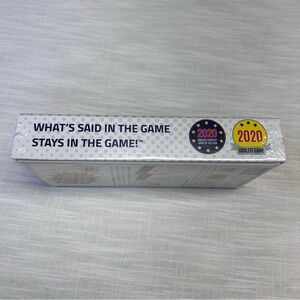 WHAT'S SAID IN THE GAME
STAYS IN THE GAME!™
2020
2020
COOLEST GAME